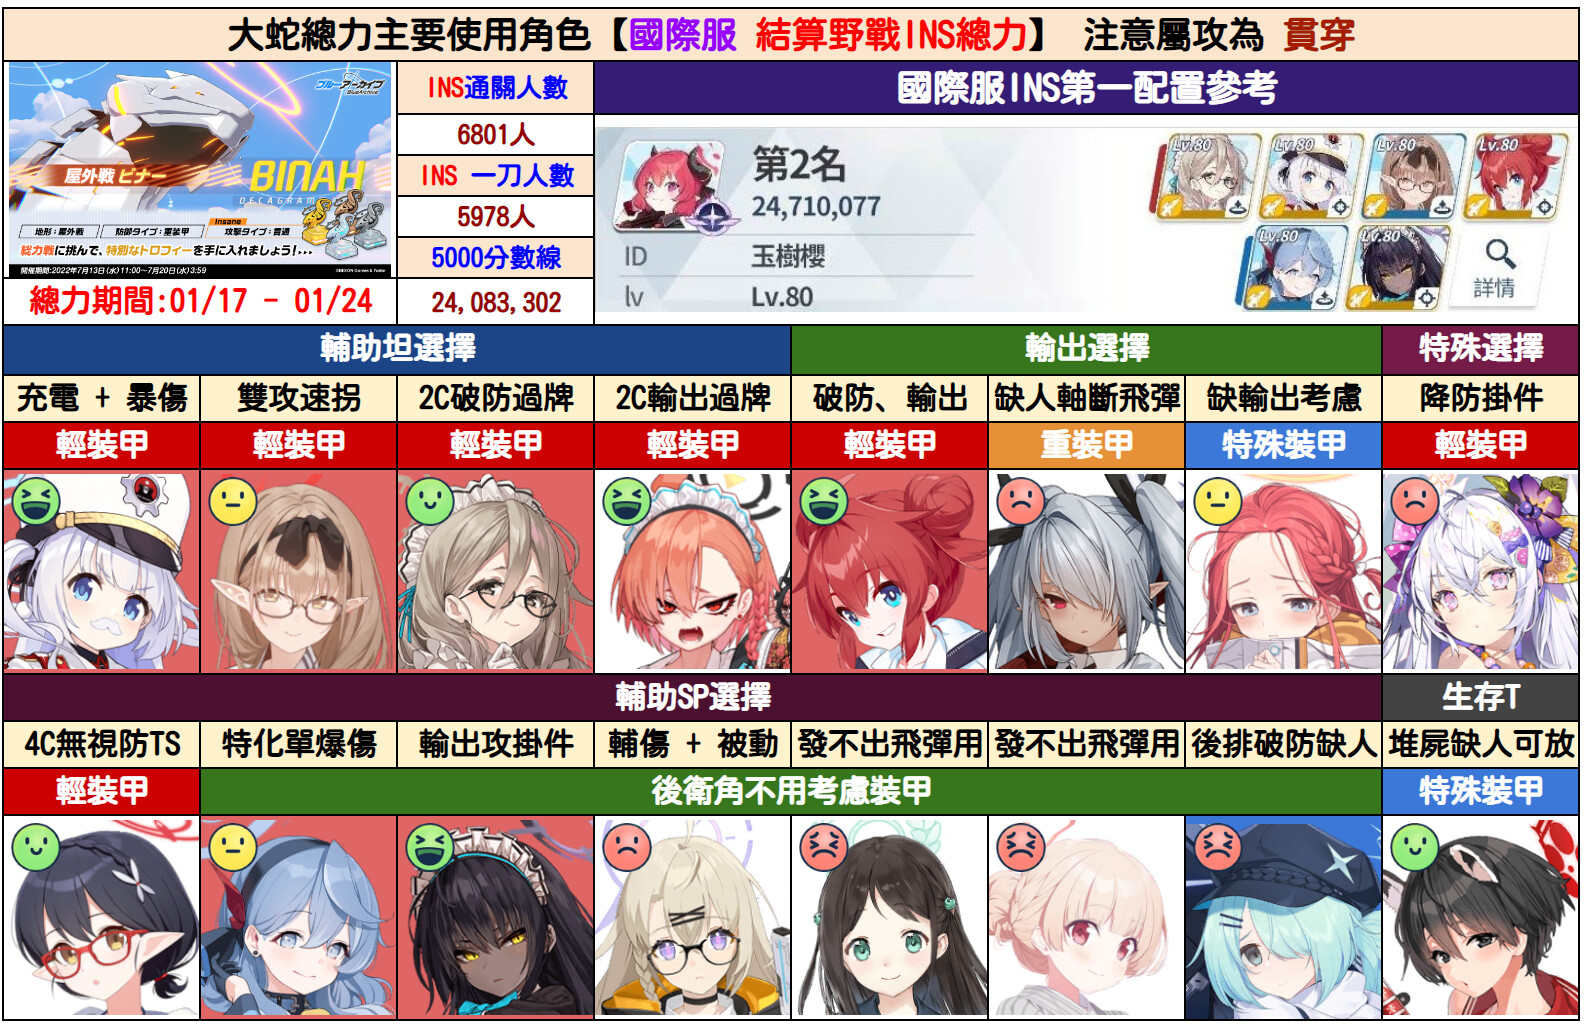 大蛇總力主要使用角色【國際服 結算野戰INS總力】 注意屬攻為 貫穿
ブルーアーカイブ
BlueArchive
屋外戦 ビナー
BINAH
DECAGRAM
Insane
地形：屋外戦 防御タイプ：重装甲 攻撃タイプ：貫通
総力戦に挑んで、特別なトロフィーを手に入れましょう!・・・
開催期間:2022年7月13日(水)11:00～7月20日(水)3:59
總力期間:01/17 - 01/24
INS通關人數
6801人
INS 一刀人數
5978人
5000分數線
24,083,302
國際服INS第一配置參考
第2名
24,710,077
ID 玉樹櫻
lv Lv.80
Lv.80 Lv.80 Lv.80 Lv.80
Lv.80 Lv.80
詳情
輔助坦選擇 輸出選擇 特殊選擇
充電 + 暴傷 雙攻速拐 2C破防過牌 2C輸出過牌 破防、輸出 缺人軸斷飛彈 缺輸出考慮 降防掛件
輕裝甲 輕裝甲 輕裝甲 輕裝甲 輕裝甲 重裝甲 特殊裝甲 輕裝甲
輔助SP選擇 生存T
4C無視防TS 特化單爆傷 輸出攻掛件 輔傷 + 被動 發不出飛彈用 發不出飛彈用 後排破防缺人 堆屍缺人可放
輕裝甲 後衛角不用考慮裝甲 特殊裝甲